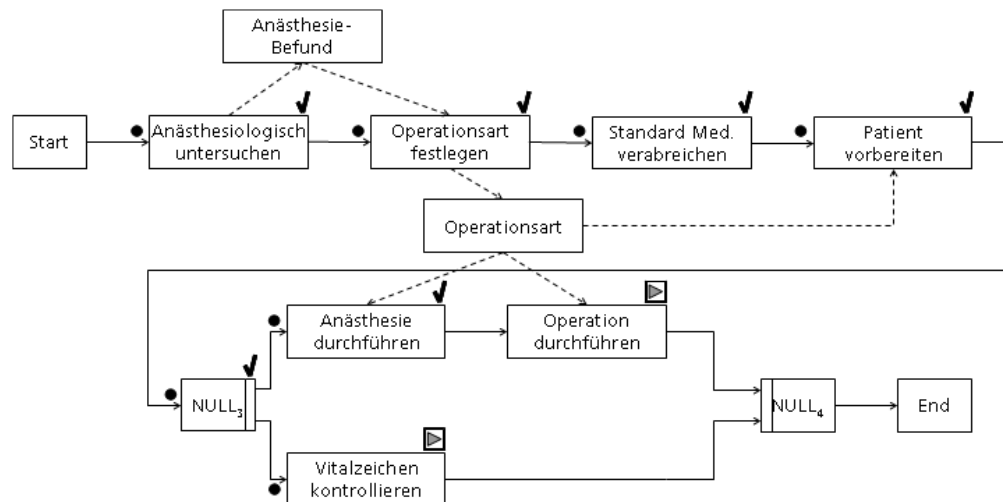 Anästhesie-
Befund
Start
Anästhesiologisch
untersuchen
Operationsart
festlegen
Standard Med.
verabreichen
Patient
vorbereiten
Operationsart
Anästhesie
durchführen
Operation
durchführen
NULL₃
NULL₄
End
Vitalzeichen
kontrollieren